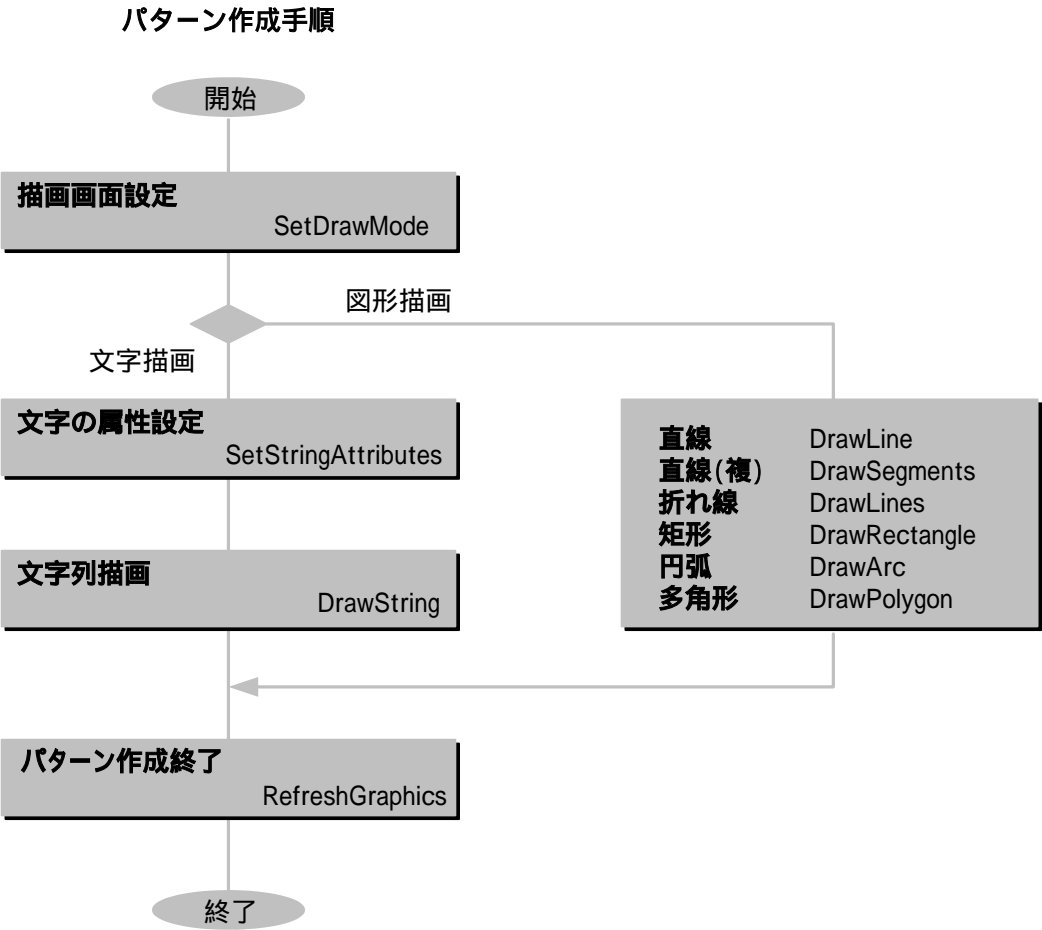 パターン作成手順
開始
描画画面設定
SetDrawMode
図形描画
文字描画
文字の属性設定
SetStringAttributes
文字列描画
DrawString
直線 DrawLine
直線(複) DrawSegments
折れ線 DrawLines
矩形 DrawRectangle
円弧 DrawArc
多角形 DrawPolygon
パターン作成終了
RefreshGraphics
終了